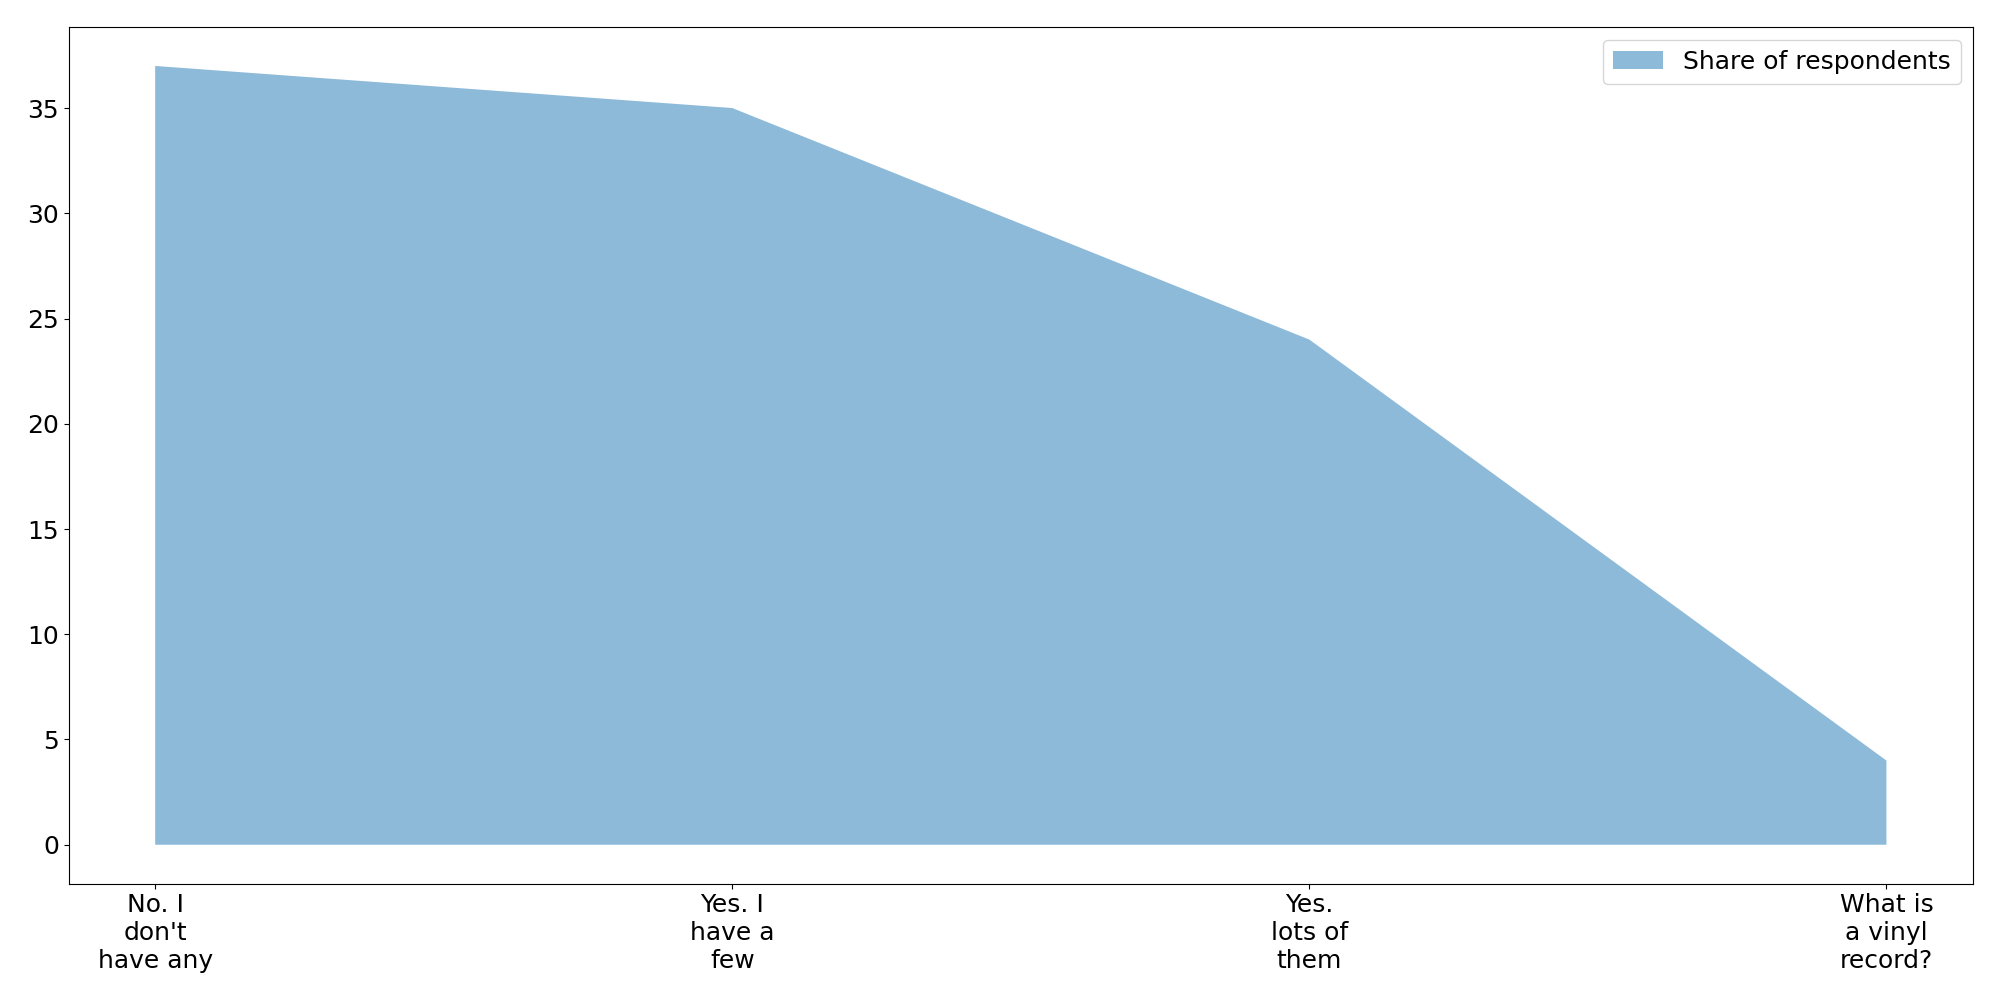 Share of respondents
35
30
25
20
15
10
5
0
No. I
don't
have any
Yes. I
have a
few
Yes.
lots of
them
What is
a vinyl
record?